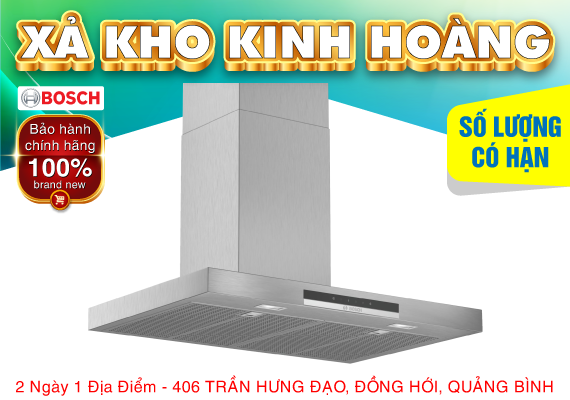 XẢ KHO KINH HOÀNG
BOSCH
Bảo hành
chính hãng
100%
brand new
SỐ LƯỢNG
CÓ HẠN
2 Ngày 1 Địa Điểm - 406 TRẦN HƯNG ĐẠO, ĐỒNG HỚI, QUẢNG BÌNH